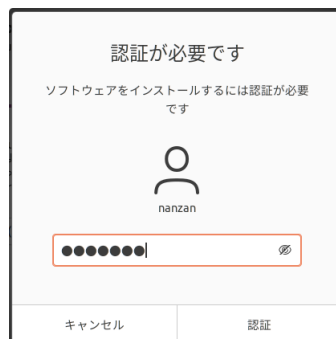 認証が必要です
ソフトウェアをインストールするには認証が必要
です
nanzan
●●●●●●●
キャンセル
認証